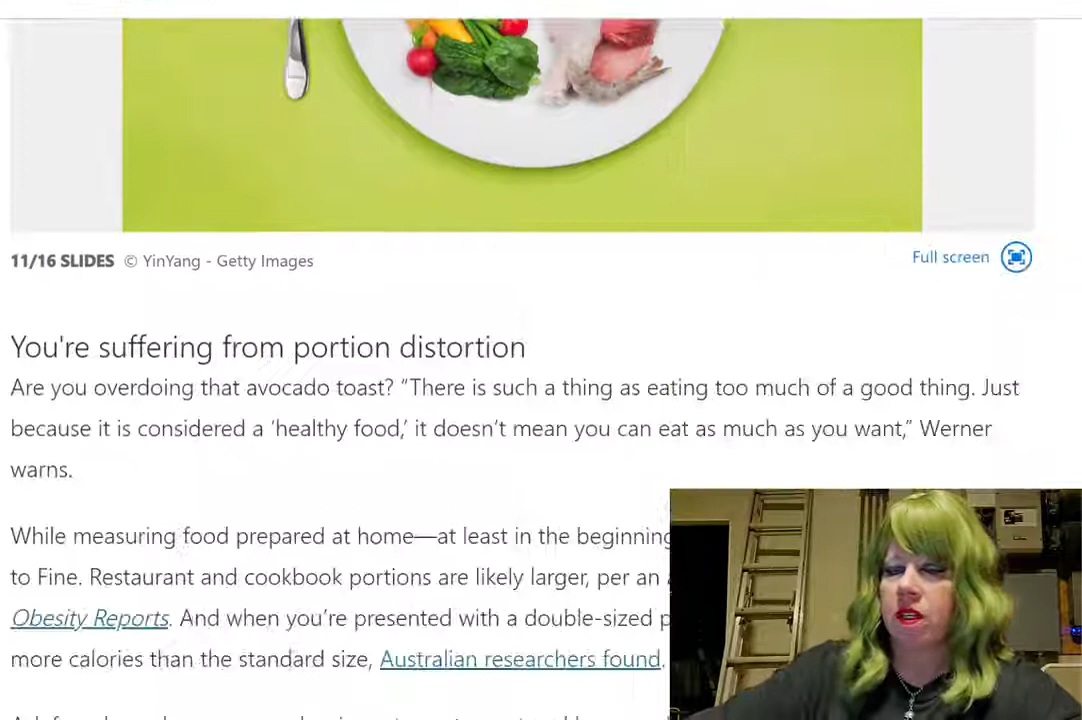 11/16 SLIDES © YinYang - Getty Images
Full screen
You're suffering from portion distortion
Are you overdoing that avocado toast? “There is such a thing as eating too much of a good thing. Just
because it is considered a ‘healthy food,’ it doesn’t mean you can eat as much as you want,” Werner
warns.
While measuring food prepared at home—at least in the beginning
to Fine. Restaurant and cookbook portions are likely larger, per an
Obesity Reports. And when you’re presented with a double-sized
more calories than the standard size, Australian researchers found.